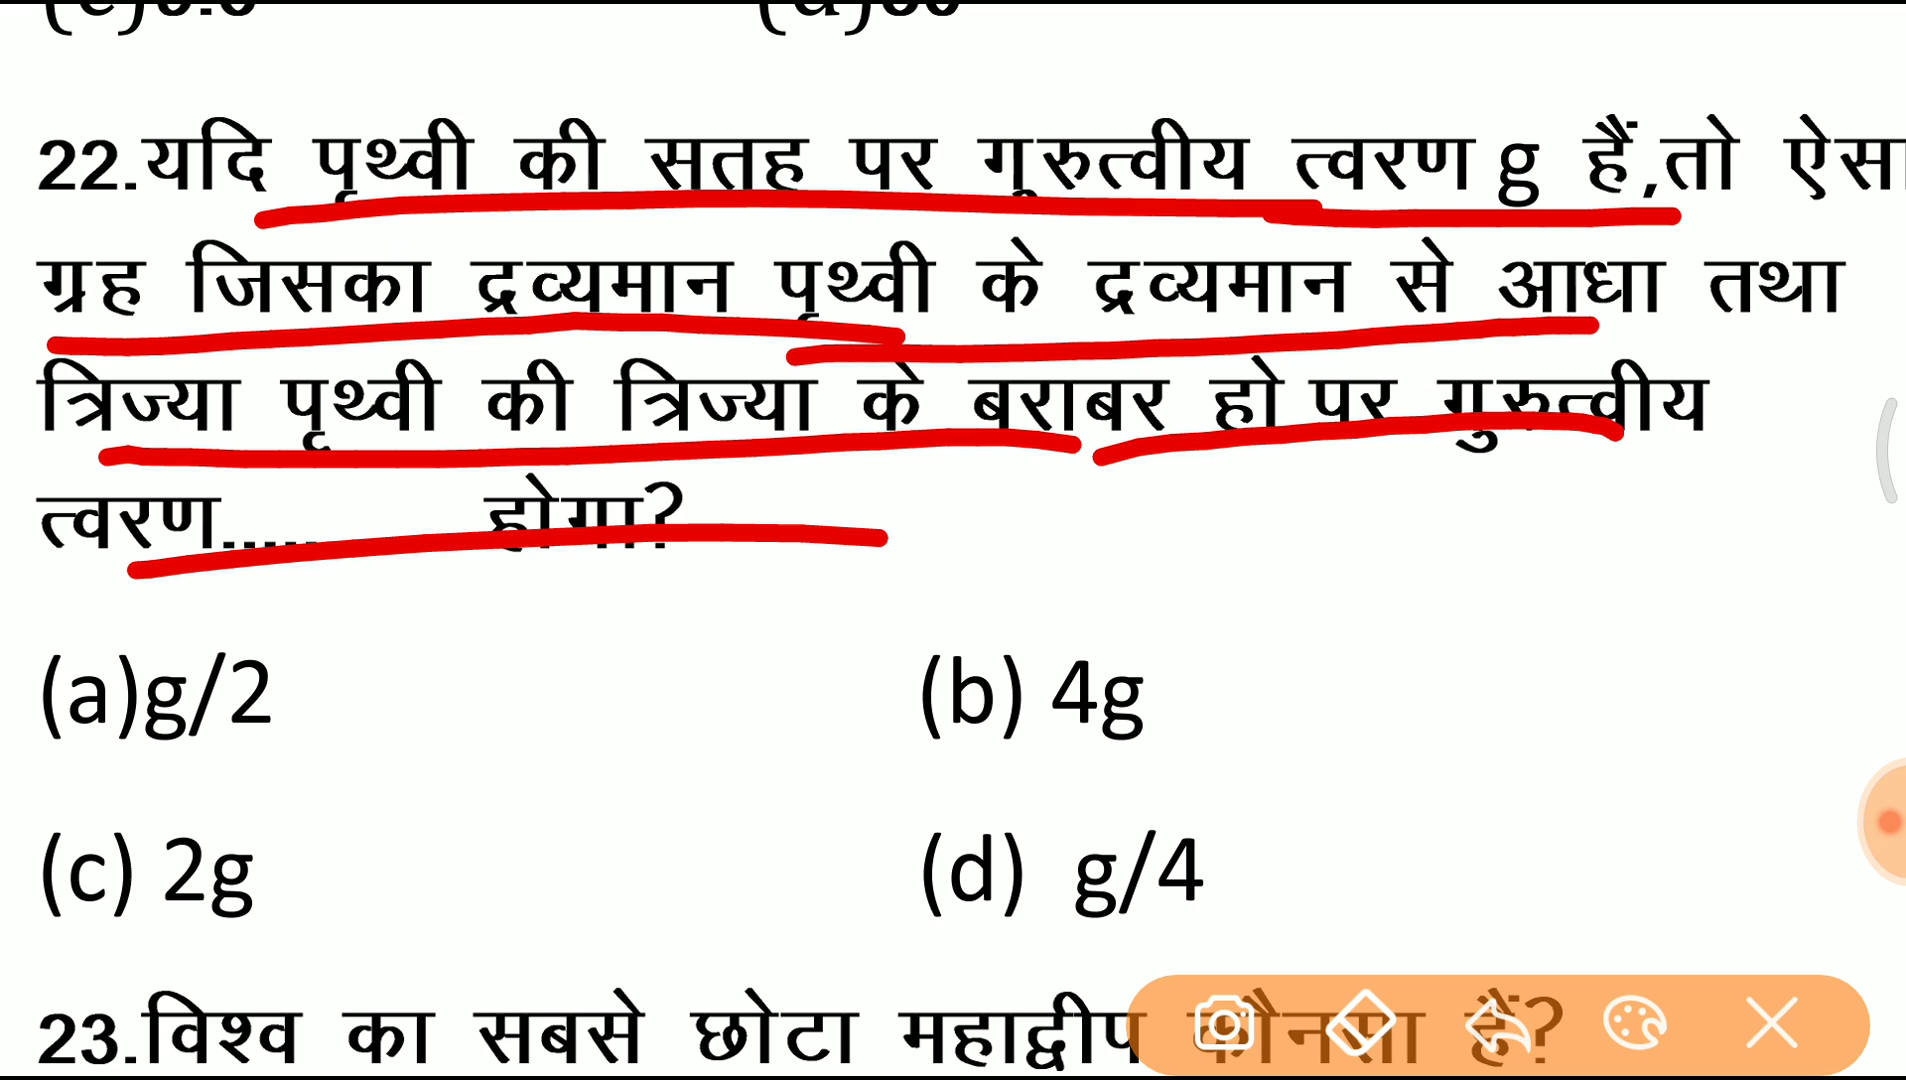 22.यदि पृथ्वी की सतह पर गुरुत्वीय त्वरण g हैं,तो ऐसा
ग्रह जिसका द्रव्यमान पृथ्वी के द्रव्यमान से आधा तथा
त्रिज्या पृथ्वी की त्रिज्या के बराबर हो पर गुरुत्वीय
त्वरण...... होगा?
(a)g/2 (b) 4g
(c) 2g (d) g/4
23.विश्व का सबसे छोटा महाद्वीप कौनसा हैं?